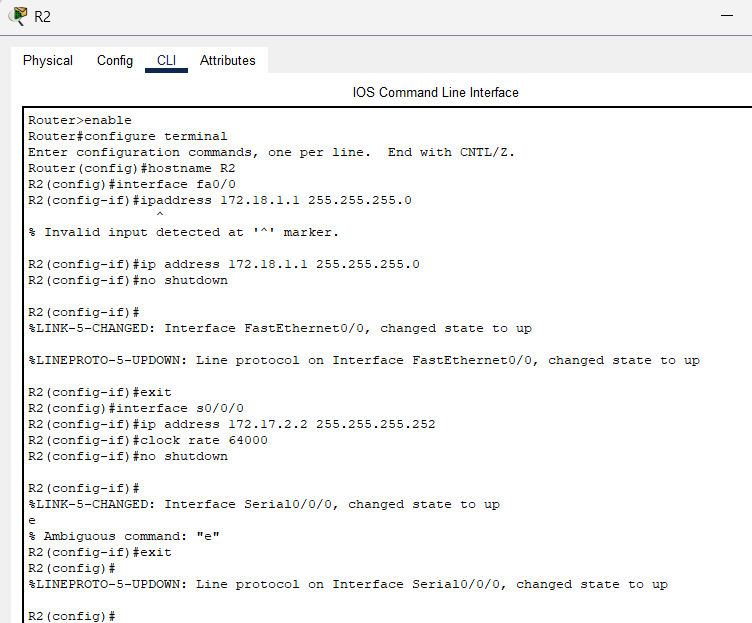 R2
Physical Config CLI Attributes
IOS Command Line Interface
Router>enable
Router#configure terminal
Enter configuration commands, one per line.  End with CNTL/Z.
Router(config)#hostname R2
R2(config)#interface fa0/0
R2(config-if)#ipaddress 172.18.1.1 255.255.255.0
^
% Invalid input detected at '^' marker.
R2(config-if)#ip address 172.18.1.1 255.255.255.0
R2(config-if)#no shutdown
R2(config-if)#
%LINK-5-CHANGED: Interface FastEthernet0/0, changed state to up
%LINEPROTO-5-UPDOWN: Line protocol on Interface FastEthernet0/0, changed state to up
R2(config-if)#exit
R2(config)#interface s0/0/0
R2(config-if)#ip address 172.17.2.2 255.255.255.252
R2(config-if)#clock rate 64000
R2(config-if)#no shutdown
R2(config-if)#
%LINK-5-CHANGED: Interface Serial0/0/0, changed state to up
e
% Ambiguous command: "e"
R2(config-if)#exit
R2(config)#
%LINEPROTO-5-UPDOWN: Line protocol on Interface Serial0/0/0, changed state to up
R2(config)#